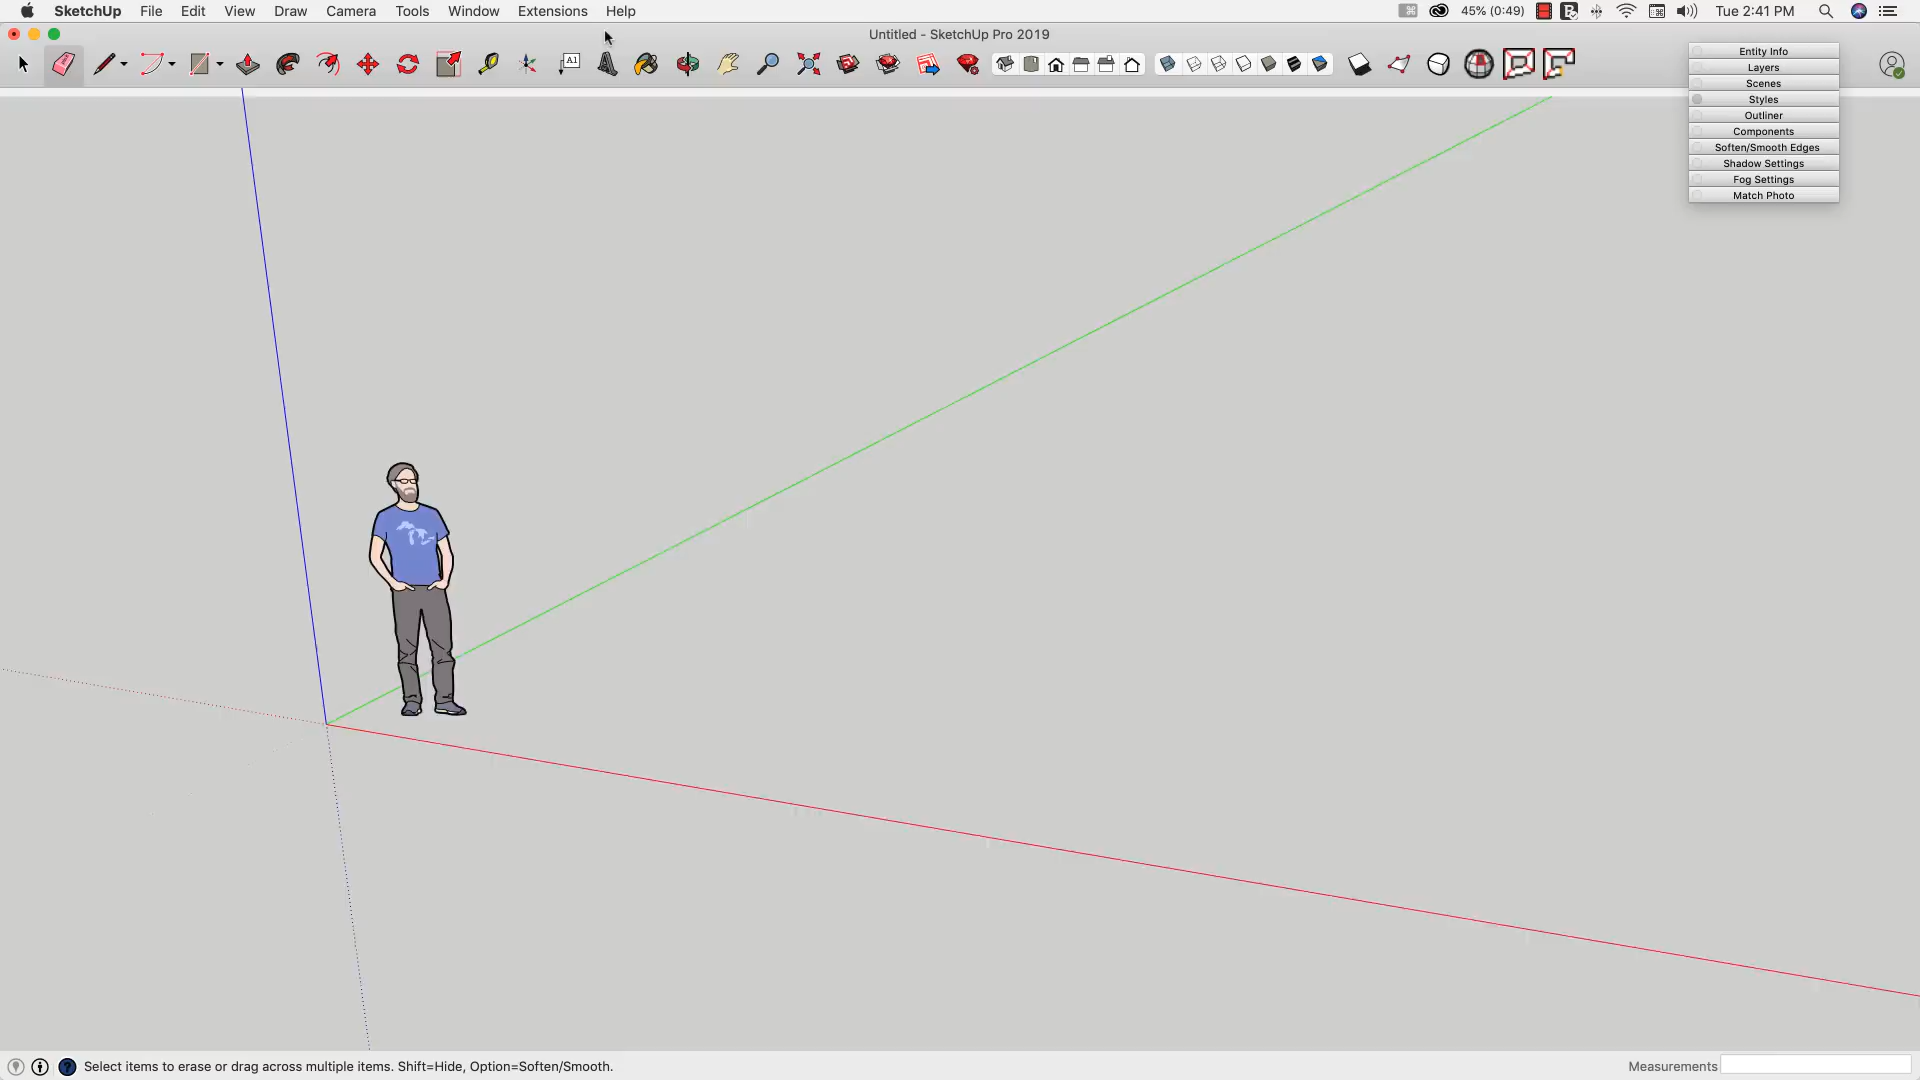 SketchUp File Edit View Draw Camera Tools Window Extensions Help 45% (0:49) Tue 2:41 PM
Untitled - SketchUp Pro 2019
A1
Entity Info
Layers
Scenes
Styles
Outliner
Components
Soften/Smooth Edges
Shadow Settings
Fog Settings
Match Photo
Select items to erase or drag across multiple items. Shift=Hide, Option=Soften/Smooth.
Measurements